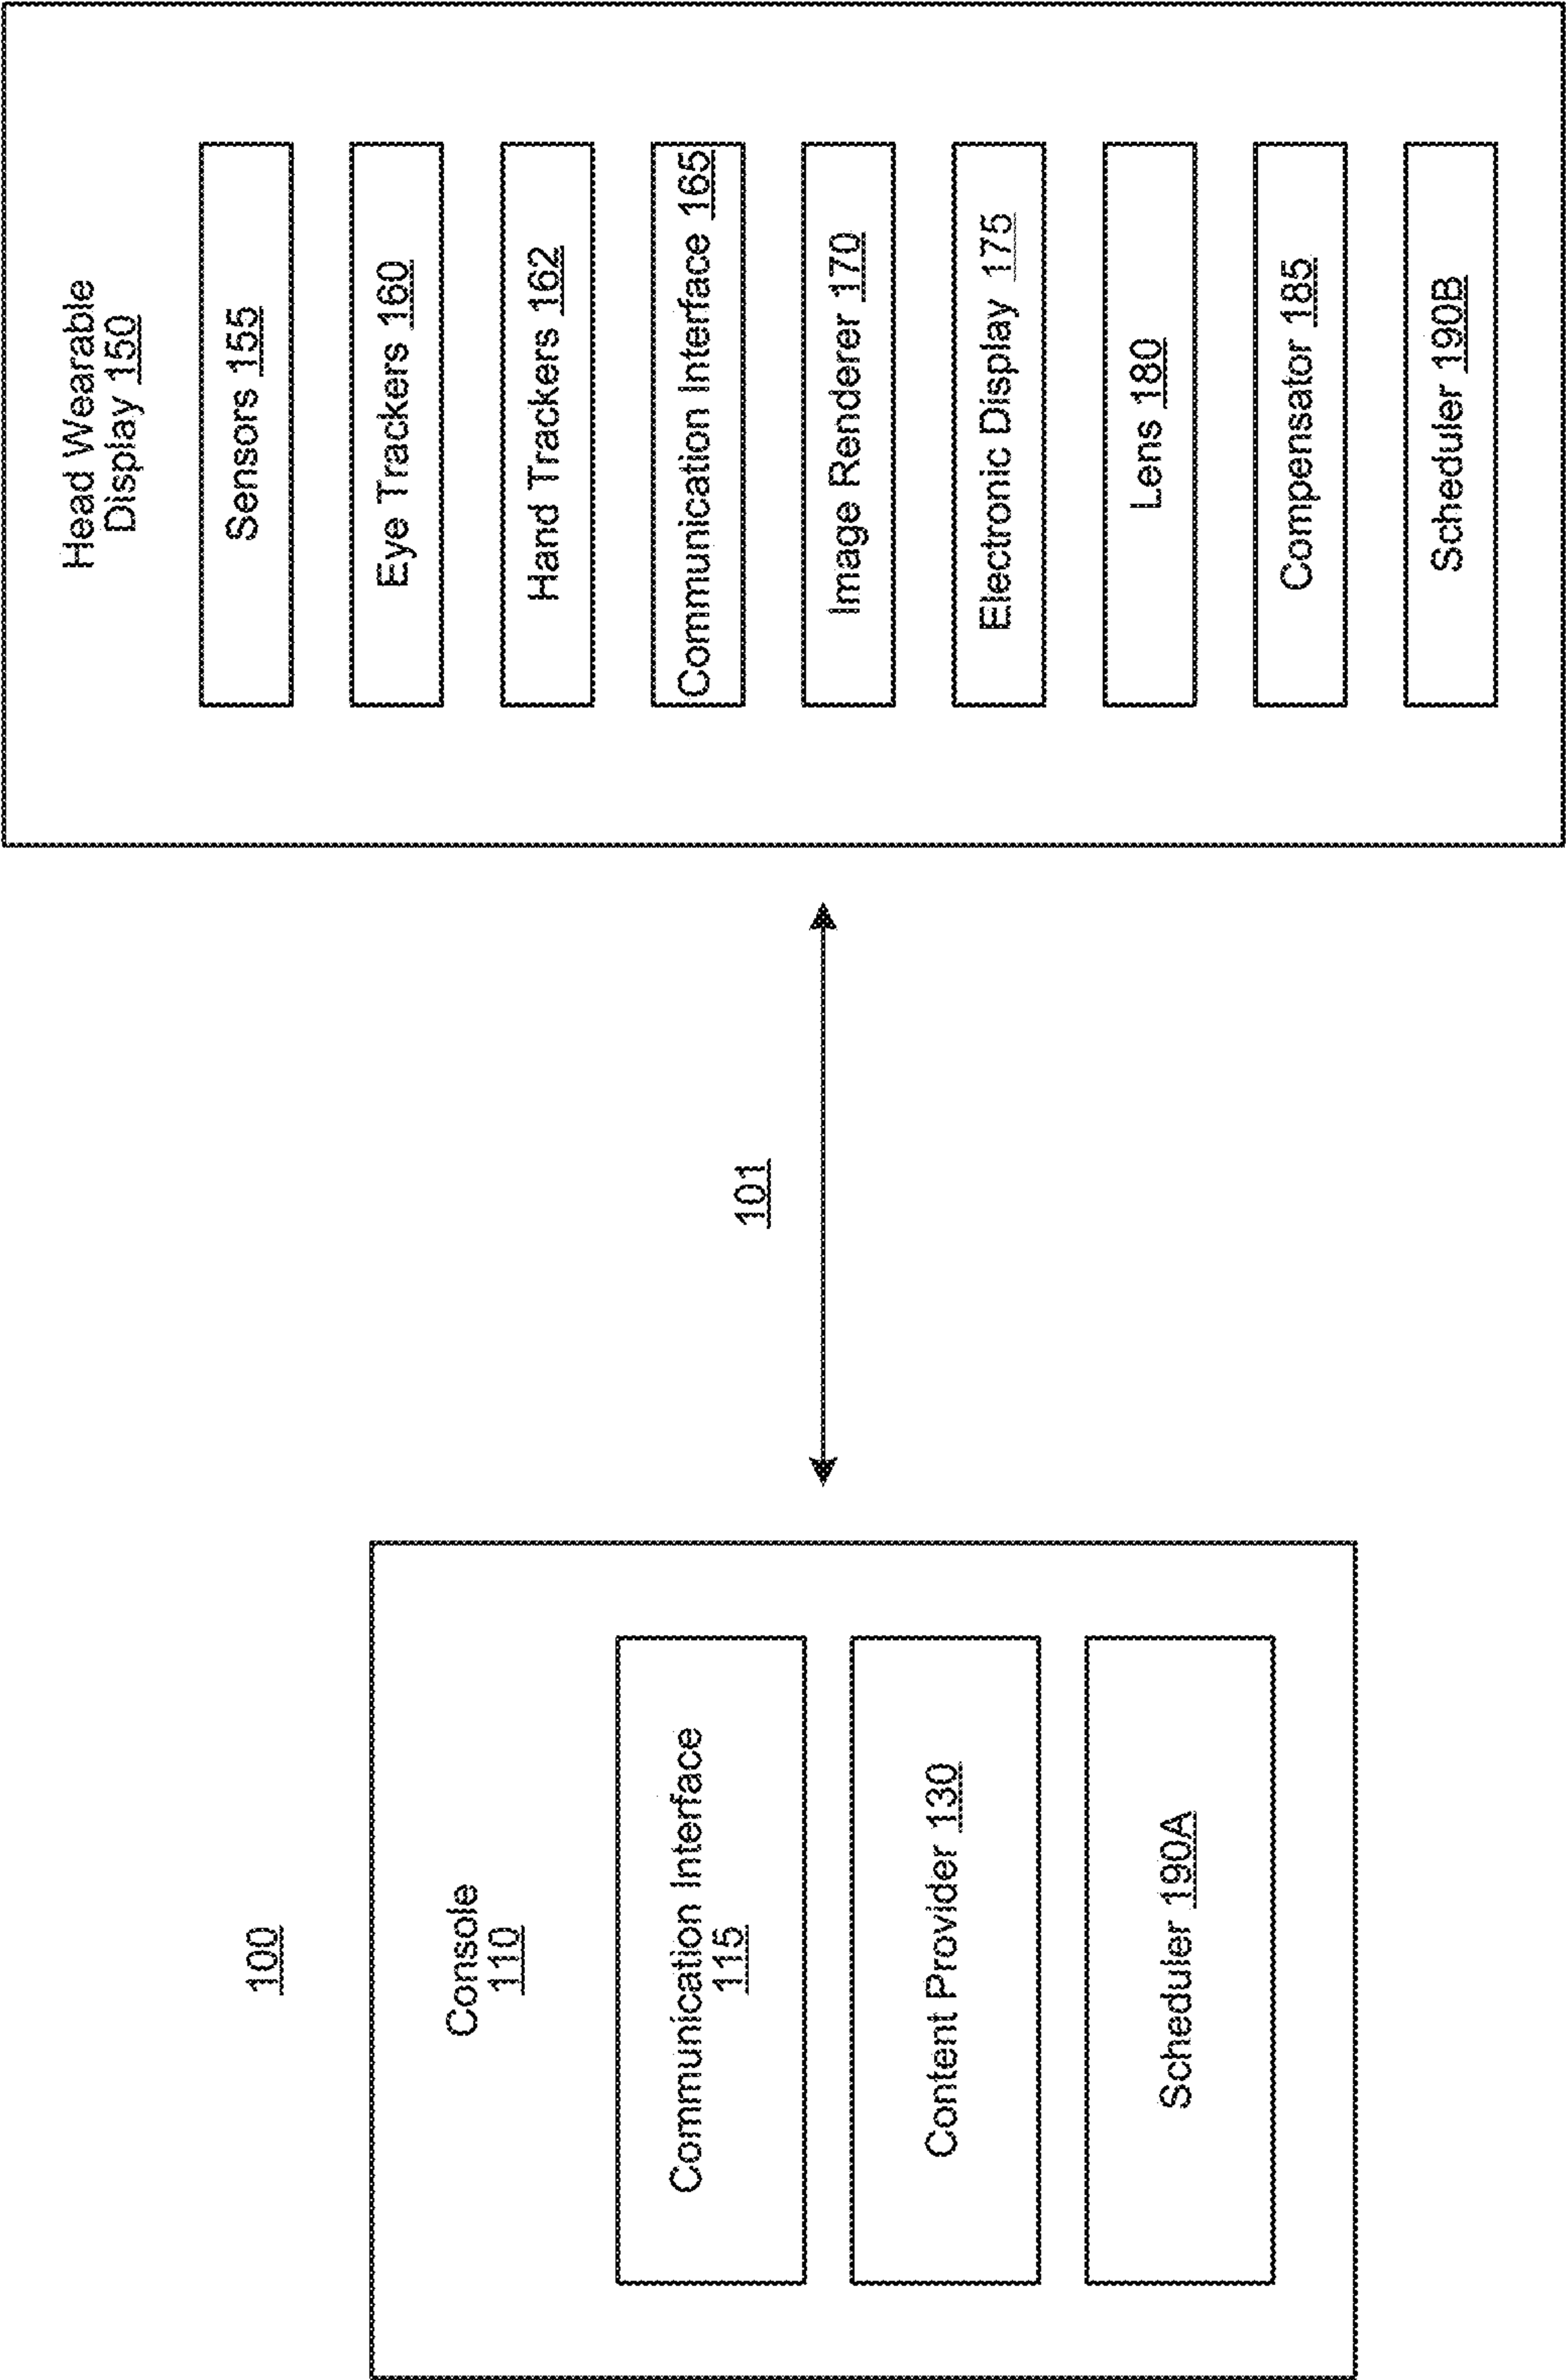 100
Console
110
Communication Interface
115
Content Provider 130
Scheduler 190A
101
Head Wearable
Display 150
Sensors 155
Eye Trackers 160
Hand Trackers 162
Communication Interface 165
Image Renderer 170
Electronic Display 175
Lens 180
Compensator 185
Scheduler 190B